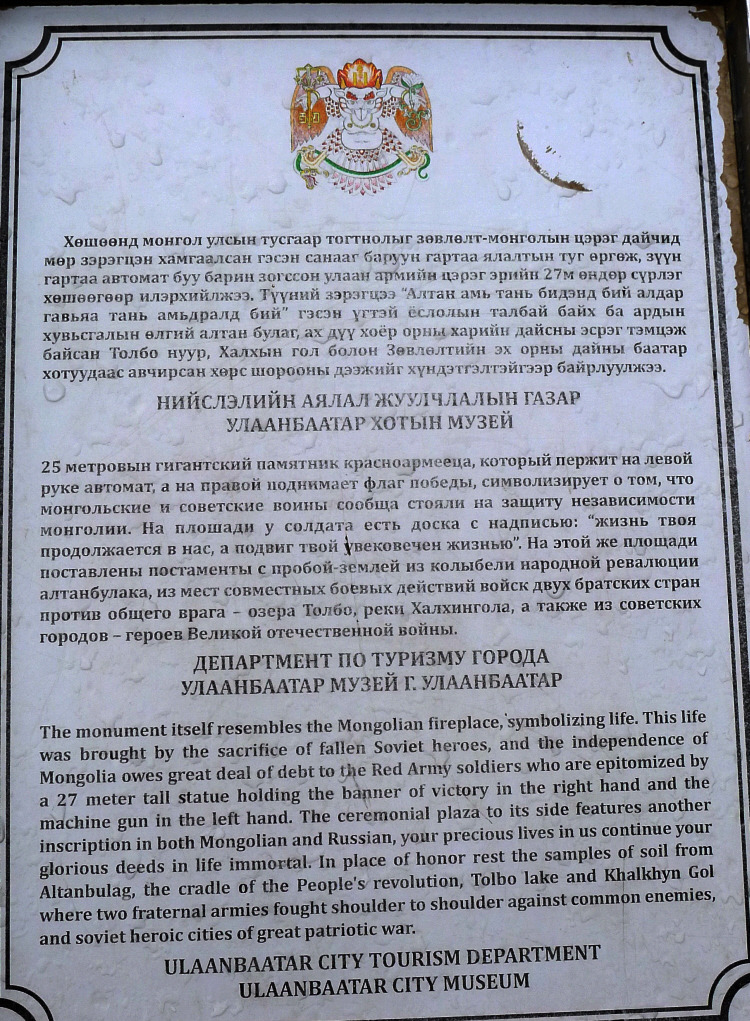 Хөшөөнд монгол улсын тусгаар тогтнолыг зөвлөлт-монголын цэрэг дайчид
мөр зэрэгцэн хамгаалсан гэсэн санааг баруун гартаа ялалтын туг өргөж, зүүн
гартаа автомат буу барин зогссон улаан армийн цэрэг эрийн 27м өндөр сүрлэг
хөшөөгөөр илэрхийлжээ. Түүний зэрэгцээ "Алтан амь тань бидэнд бий алдар
гавьяа тань амьдралд бий" гэсэн үгтэй ёслолын талбай байх ба ардын
хувьсгалын өлгий алтан булаг, ах дүү хоёр орны харийн дайсны эсрэг тэмцэж
байсан Толбо нуур, Халхын гол болон Зөвлөлтийн эх орны дайны баатар
хотуудаас авчирсан хөрс шорооны дээжийг хүндэтгэлтэйгээр байрлуулжээ.
НИЙСЛЭЛИЙН АЯЛАЛ ЖУУЛЧЛАЛЫН ГАЗАР
УЛААНБААТАР ХОТЫН МУЗЕЙ
25 метровын гигантский памятник красноармееца, который пержит на левой
руке автомат, а на правой поднимает флаг победы, символизирует о том, что
монгольские и советские воины сообща стояли на защиту независимости
монголии. На плошади у солдата есть доска с надписью: "жизнь твоя
продолжается в нас, а подвиг твой увековечен жизнью". На этой же площади
поставлены постаменты с пробой-землей из колыбели народной революции
алтанбулака, из мест совместных боевых действий войск двух братских стран
против общего врага – озера Толбо, реки Халхингола, а также из советских
городов – героев Великой отечественной войны.
ДЕПАРТМЕНТ ПО ТУРИЗМУ ГОРОДА
УЛААНБААТАР МУЗЕЙ Г. УЛААНБААТАР
The monument itself resembles the Mongolian fireplace, symbolizing life. This life
was brought by the sacrifice of fallen Soviet heroes, and the independence of
Mongolia owes great deal of debt to the Red Army soldiers who are epitomized by
a 27 meter tall statue holding the banner of victory in the right hand and the
machine gun in the left hand. The ceremonial plaza to its side features another
inscription in both Mongolian and Russian, your precious lives in us continue your
glorious deeds in life immortal. In place of honor rest the samples of soil from
Altanbulag, the cradle of the People's revolution, Tolbo lake and Khalkhyn Gol
where two fraternal armies fought shoulder to shoulder against common enemies,
and soviet heroic cities of great patriotic war.
ULAANBAATAR CITY TOURISM DEPARTMENT
ULAANBAATAR CITY MUSEUM